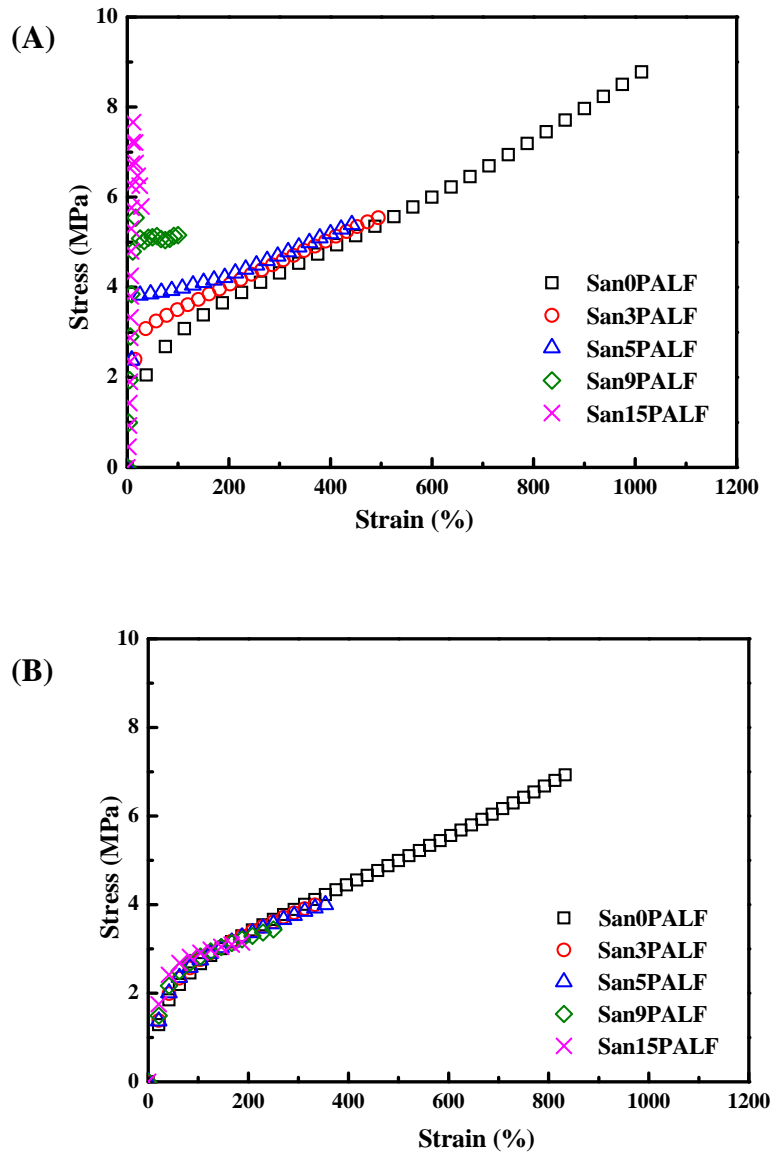 (A)
10
8
6
4
2
0
Stress (MPa)
San0PALF
San3PALF
San5PALF
San9PALF
San15PALF
0 200 400 600 800 1000 1200
Strain (%)
(B)
10
8
6
4
2
0
Stress (MPa)
San0PALF
San3PALF
San5PALF
San9PALF
San15PALF
0 200 400 600 800 1000 1200
Strain (%)